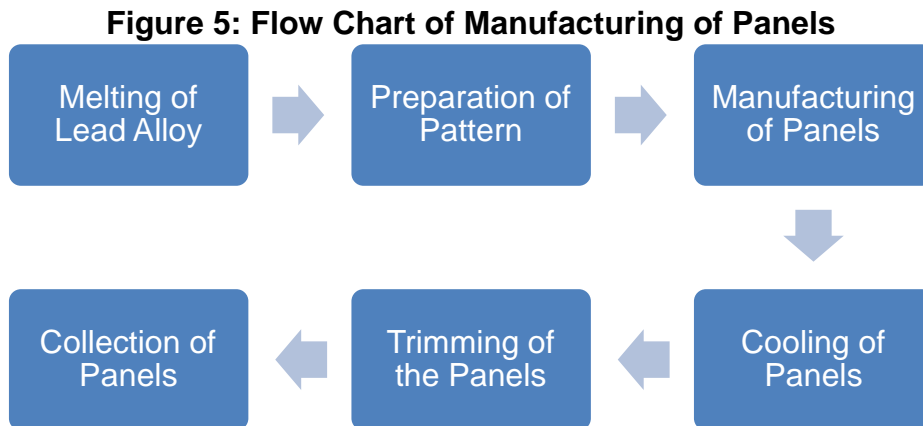 Figure 5: Flow Chart of Manufacturing of Panels
Melting of
Lead Alloy
Preparation of
Pattern
Manufacturing
of Panels
Cooling of
Panels
Trimming of
the Panels
Collection of
Panels